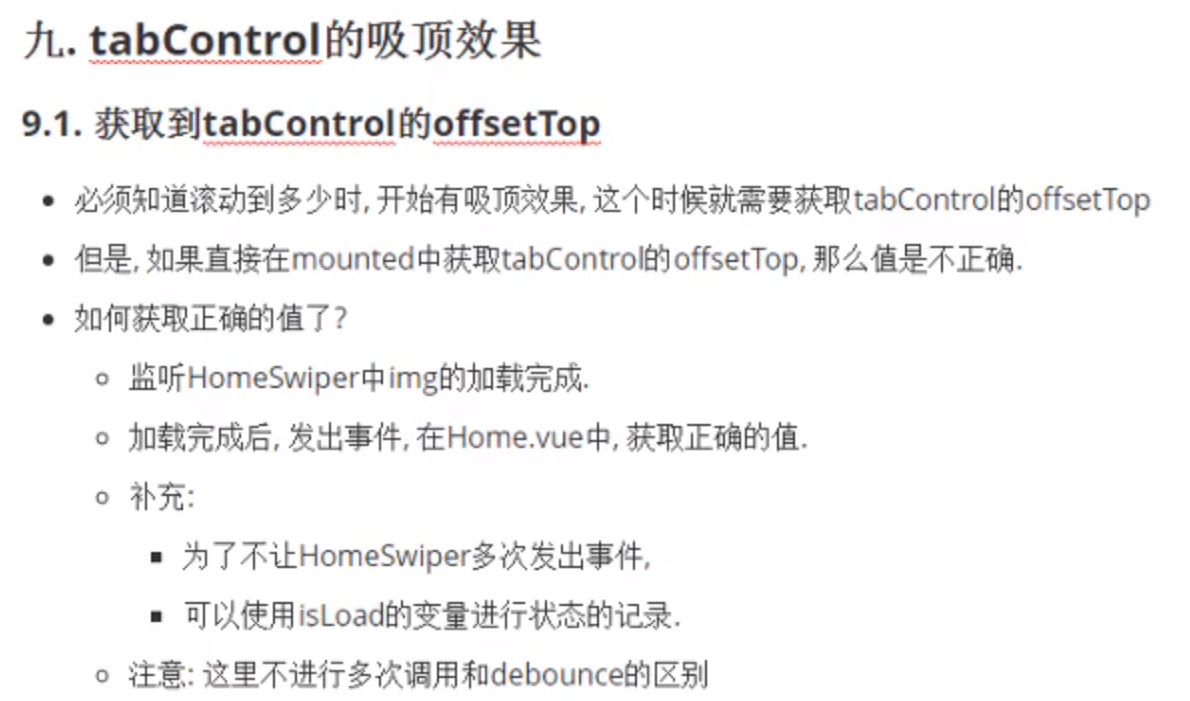 九. tabControl的吸顶效果
9.1. 获取到tabControl的offsetTop
必须知道滚动到多少时, 开始有吸顶效果, 这个时候就需要获取tabControl的offsetTop
但是, 如果直接在mounted中获取tabControl的offsetTop, 那么值是不正确.
如何获取正确的值了?
监听HomeSwiper中img的加载完成.
加载完成后, 发出事件, 在Home.vue中, 获取正确的值.
补充:
为了不让HomeSwiper多次发出事件,
可以使用isLoad的变量进行状态的记录.
注意: 这里不进行多次调用和debounce的区别